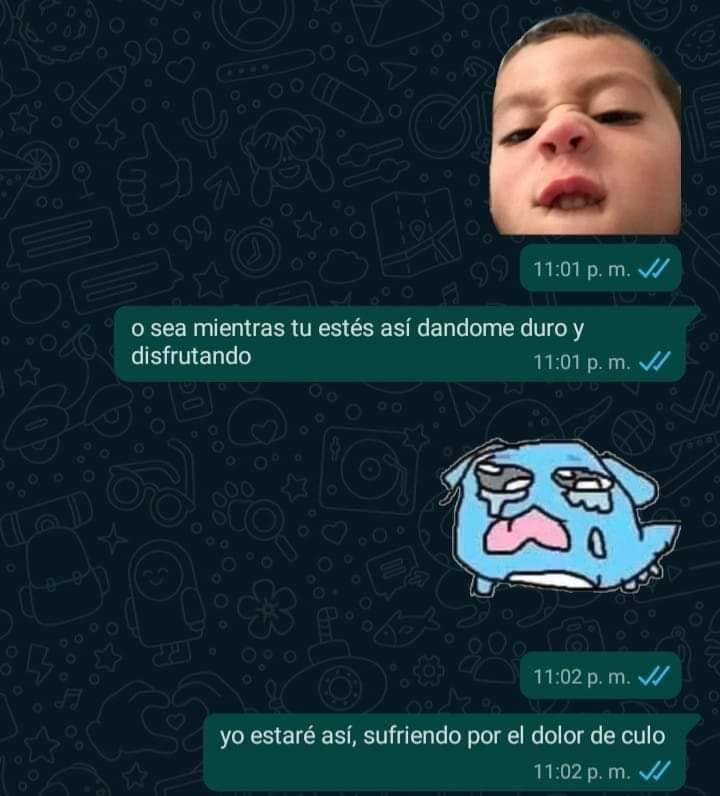 11:01 p. m.
o sea mientras tu estés así dandome duro y
disfrutando
11:01 p. m.
11:02 p. m.
yo estaré así, sufriendo por el dolor de culo
11:02 p. m.